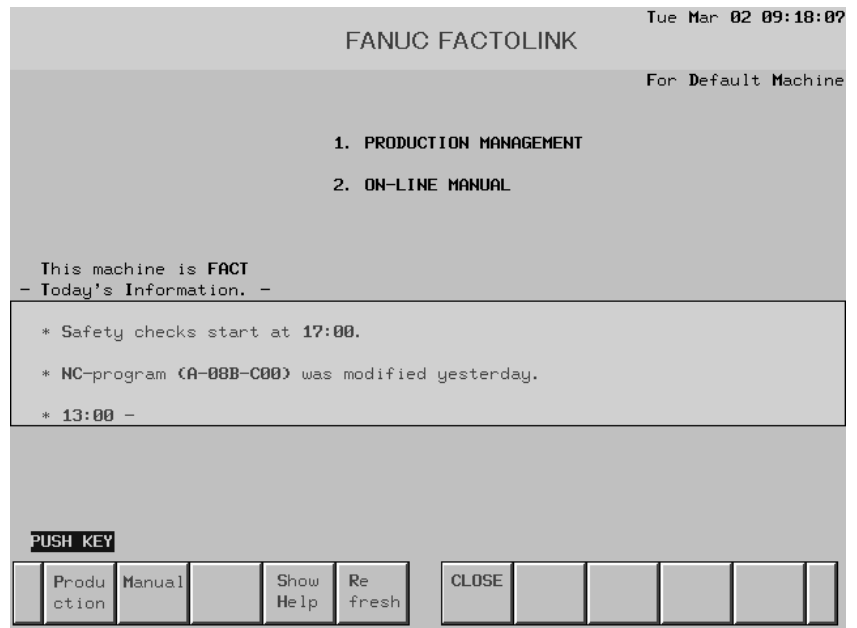 Tue Mar 02 09:18:07
FANUC FACTOLINK
For Default Machine
1. PRODUCTION MANAGEMENT
2. ON-LINE MANUAL
This machine is FACT
- Today's Information. -
* Safety checks start at 17:00.
* NC-program (A-08B-C00) was modified yesterday.
* 13:00 -
PUSH KEY
Produ Manual Show Re CLOSE
ction Help fresh